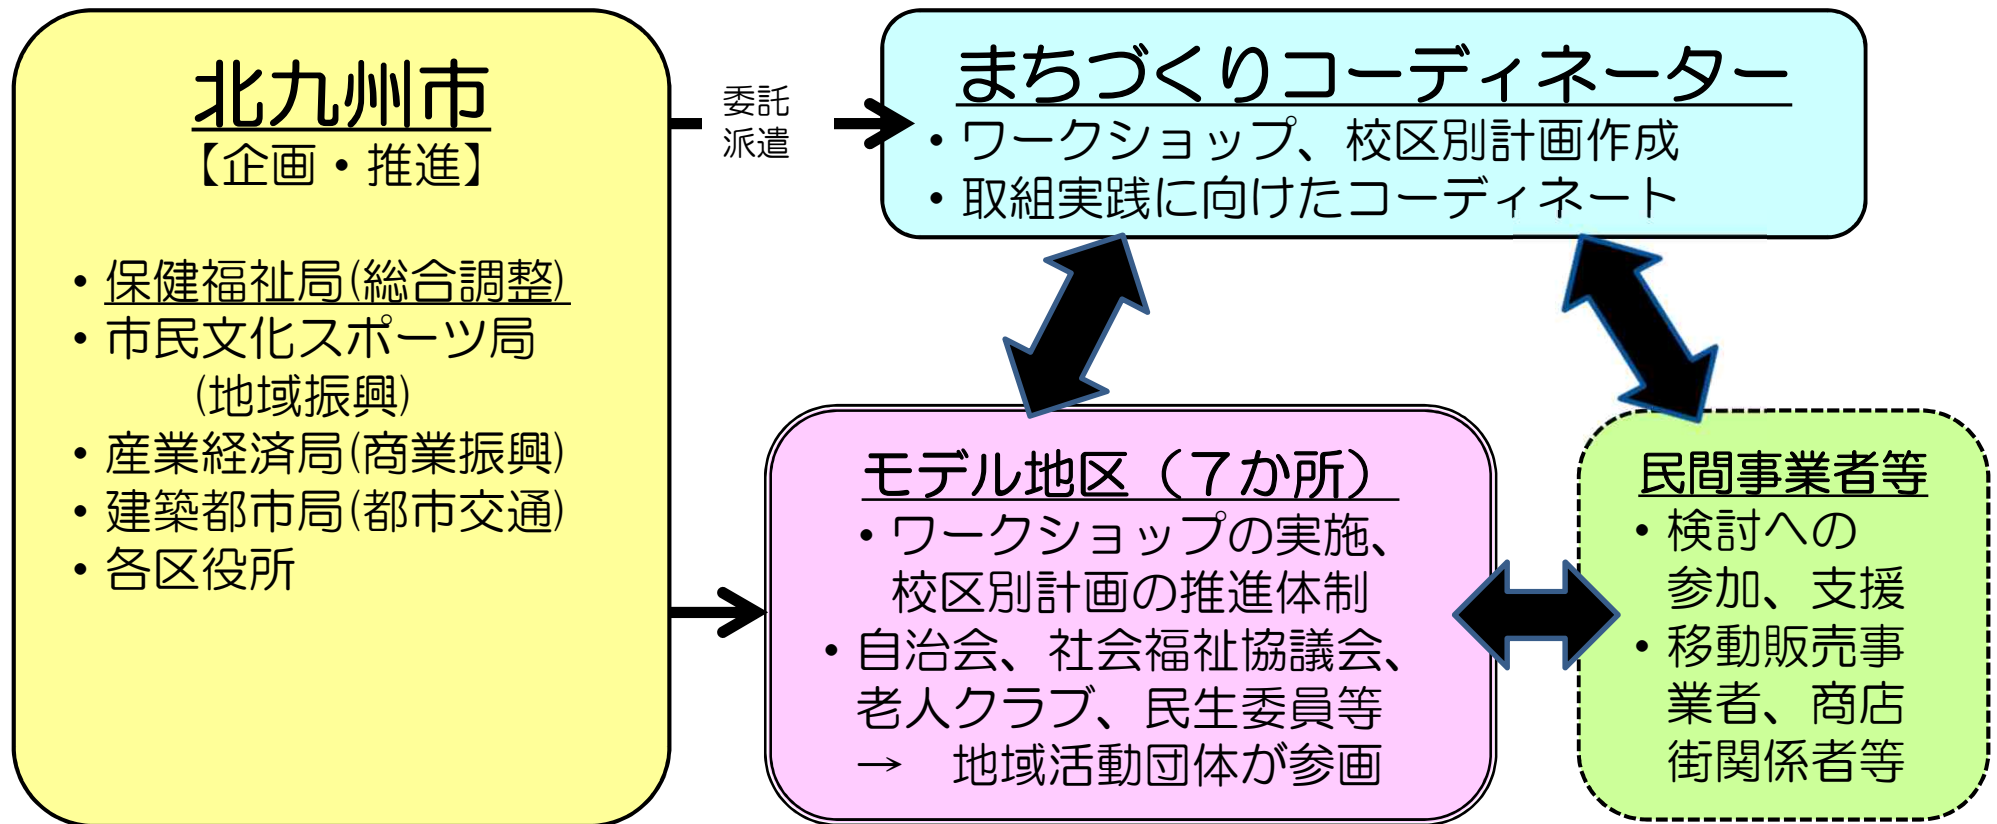 北九州市
【企画・推進】
・保健福祉局(総合調整)
・市民文化スポーツ局
(地域振興)
・産業経済局(商業振興)
・建築都市局(都市交通)
・各区役所
委託
派遣
まちづくりコーディネーター
・ワークショップ、校区別計画作成
・取組実践に向けたコーディネート
モデル地区（７か所）
・ワークショップの実施、
校区別計画の推進体制
・自治会、社会福祉協議会、
老人クラブ、民生委員等
→　地域活動団体が参画
民間事業者等
・検討への
参加、支援
・移動販売事
業者、商店
街関係者等